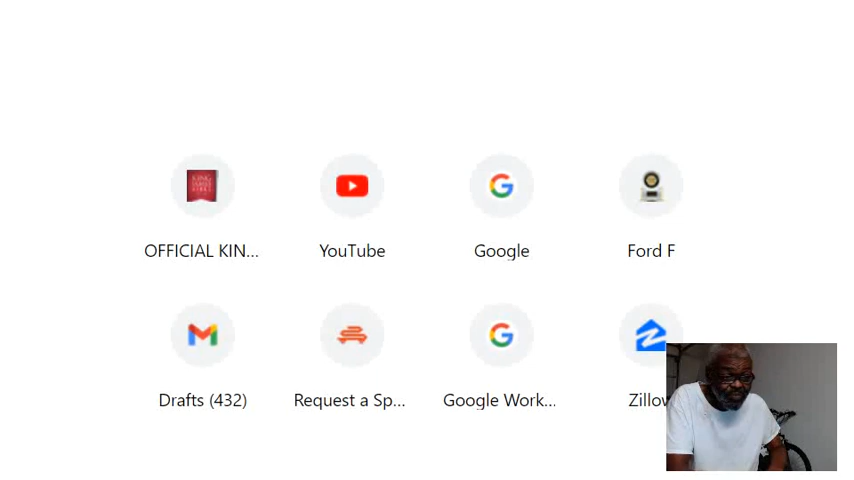 OFFICIAL KIN...
YouTube
Google
Ford F
Drafts (432)
Request a Sp...
Google Work...
Zillow